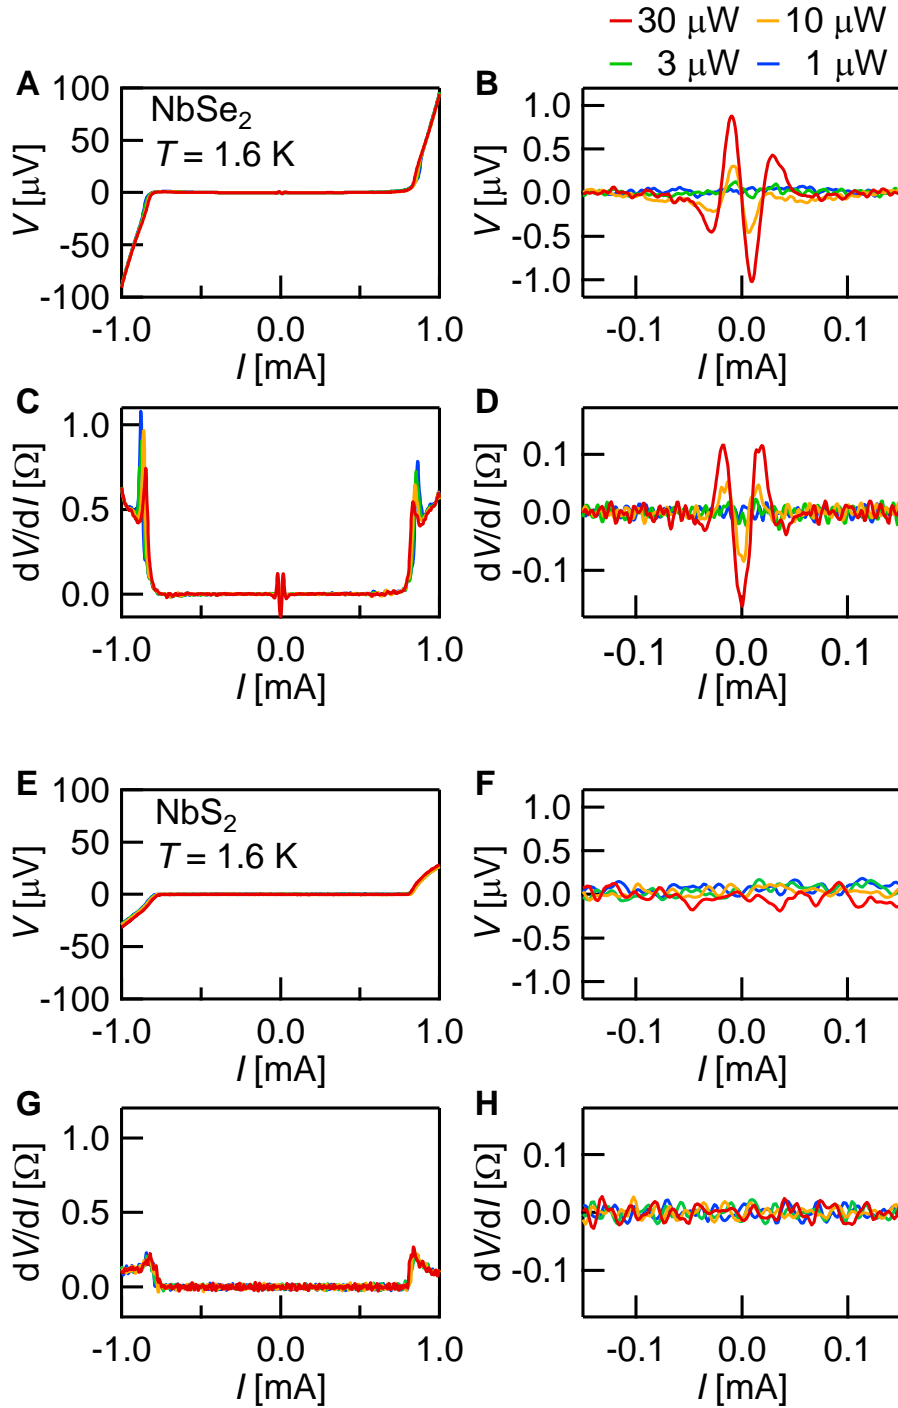 30 μW 10 μW
3 μW 1 μW
A
100
50
0
-50
-100
V [μV]
NbSe2
T = 1.6 K
-1.0 0.0 1.0
I [mA]
B
1.0
0.5
0.0
-0.5
-1.0
V [μV]
-0.1 0.0 0.1
I [mA]
C
1.0
0.5
0.0
dV/dI [Ω]
-1.0 0.0 1.0
I [mA]
D
0.1
0.0
-0.1
dV/dI [Ω]
-0.1 0.0 0.1
I [mA]
E
100
50
0
-50
-100
V [μV]
NbS2
T = 1.6 K
-1.0 0.0 1.0
I [mA]
F
1.0
0.5
0.0
-0.5
-1.0
V [μV]
-0.1 0.0 0.1
I [mA]
G
1.0
0.5
0.0
dV/dI [Ω]
-1.0 0.0 1.0
I [mA]
H
0.1
0.0
-0.1
dV/dI [Ω]
-0.1 0.0 0.1
I [mA]